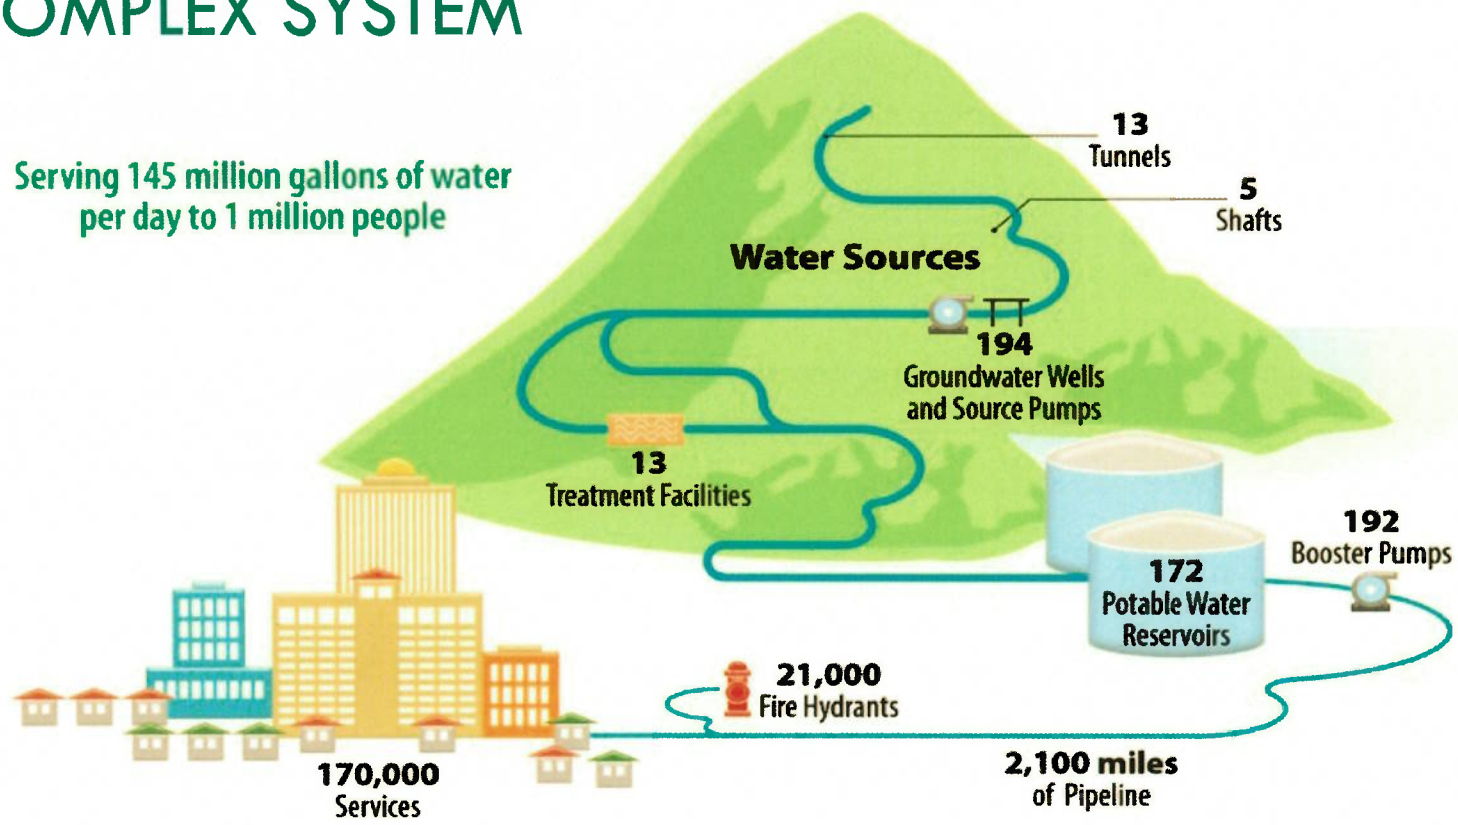 OMPLEX SYSTEM
Serving 145 million gallons of water
per day to 1 million people
13
Tunnels
5
Shafts
Water Sources
194
Groundwater Wells
and Source Pumps
13
Treatment Facilities
192
Booster Pumps
172
Potable Water
Reservoirs
21,000
Fire Hydrants
2,100 miles
of Pipeline
170,000
Services